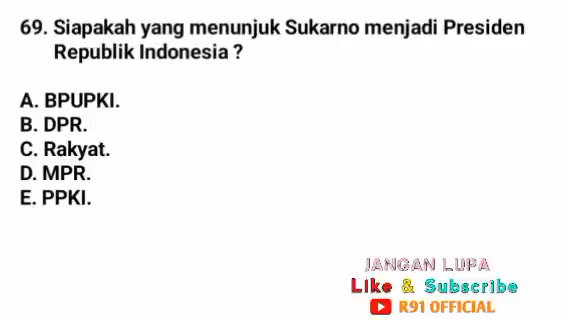 69. Siapakah yang menunjuk Sukarno menjadi Presiden
Republik Indonesia ?
A. BPUPKI.
B. DPR.
C. Rakyat.
D. MPR.
E. PPKI.
JANGAN LUPA
Like & Subscribe
R91 OFFICIAL